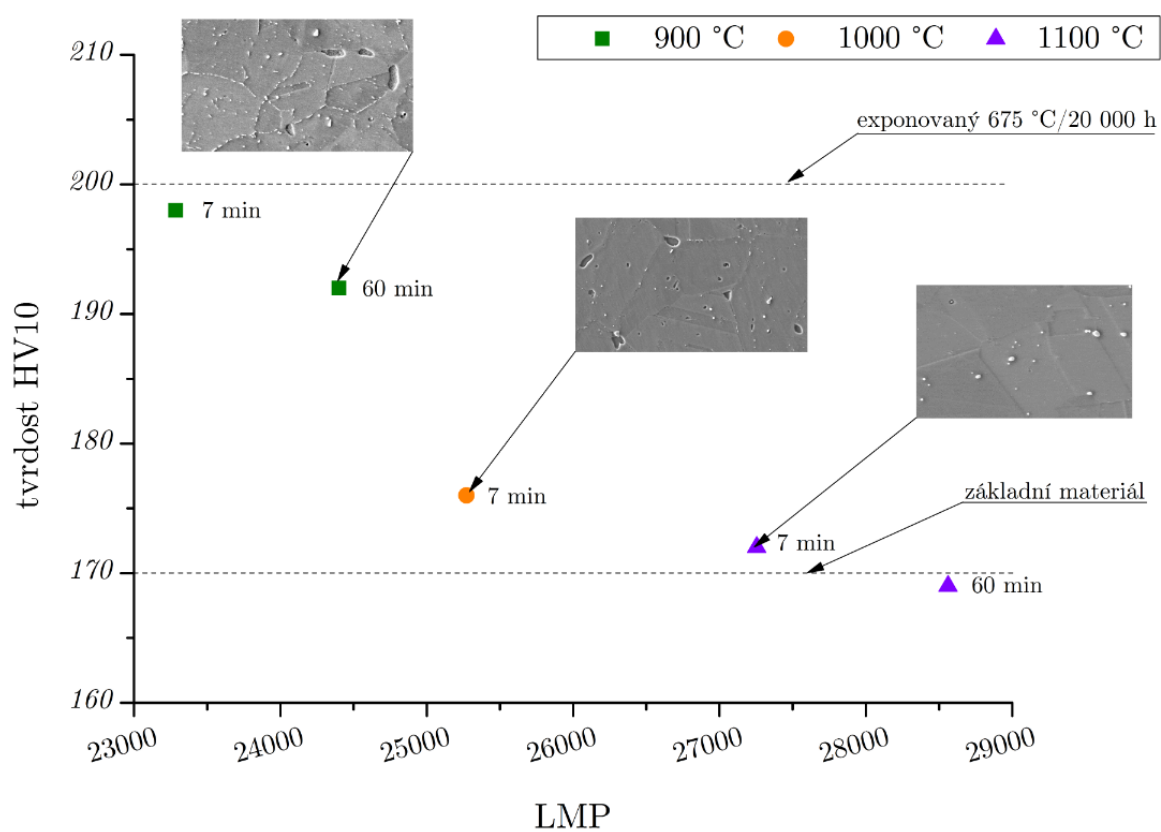 900 °C 1000 °C 1100 °C
210
exponovaný 675 °C/20 000 h
200
7 min
60 min
190
tvrdost HV10
180
7 min
základní materiál
7 min
170
60 min
160
23000 24000 25000 26000 27000 28000 29000
LMP